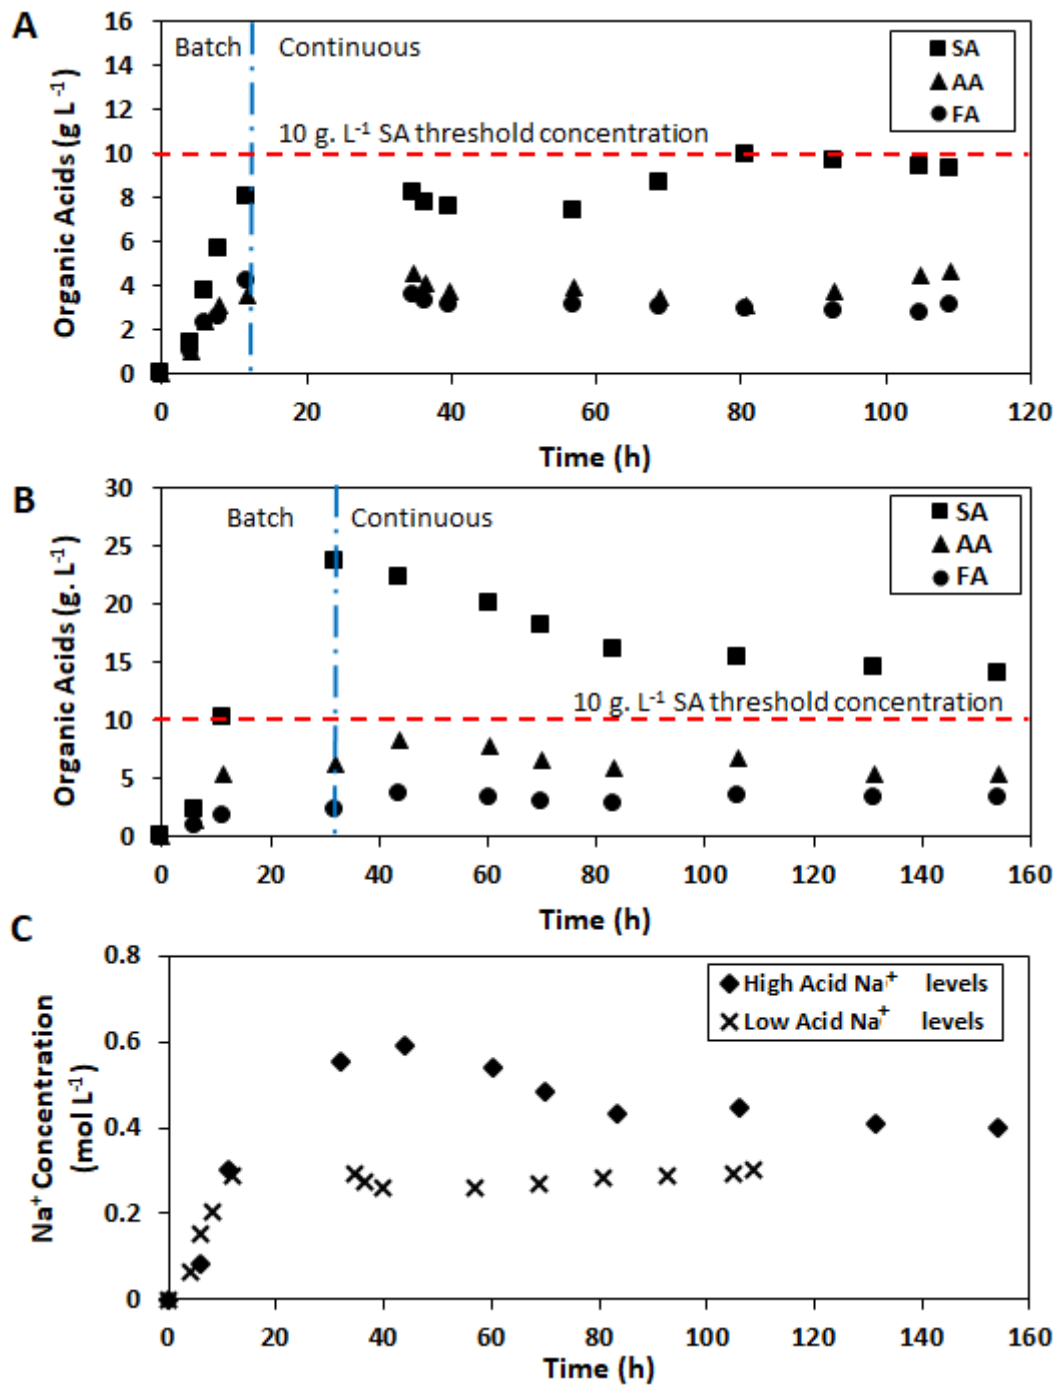 A
Organic Acids (g L⁻¹)
16
14
12
10
8
6
4
2
0
Batch
Continuous
SA
AA
FA
10 g. L⁻¹ SA threshold concentration
0 20 40 60 80 100 120
Time (h)
B
Organic Acids (g. L⁻¹)
30
25
20
15
10
5
0
Batch
Continuous
SA
AA
FA
10 g. L⁻¹ SA threshold concentration
0 20 40 60 80 100 120 140 160
Time (h)
C
Na⁺ Concentration
(mol L⁻¹)
0.8
0.6
0.4
0.2
0
High Acid Na⁺ levels
Low Acid Na⁺ levels
0 20 40 60 80 100 120 140 160
Time (h)